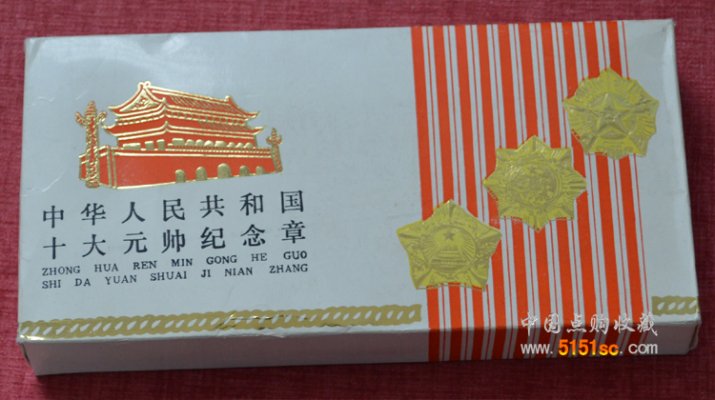 中华人民共和国
十大元帅纪念章
ZHONG HUA REN MIN GONG HE GUO
SHI DA YUAN SHUAI JI NIAN ZHANG
中国点购收藏
www.5151sc.com